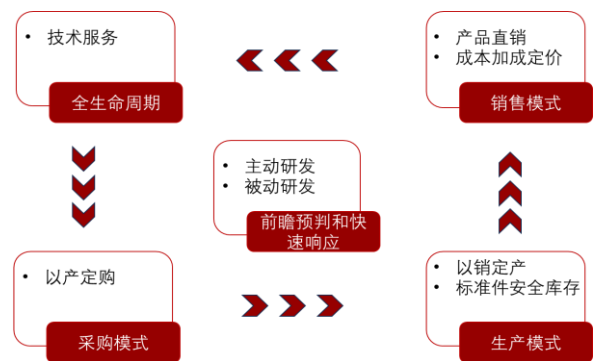 • 技术服务
全生命周期
• 产品直销
• 成本加成定价
销售模式
• 主动研发
• 被动研发
前瞻预判和快
速响应
• 以产定购
采购模式
• 以销定产
• 标准件安全库存
生产模式